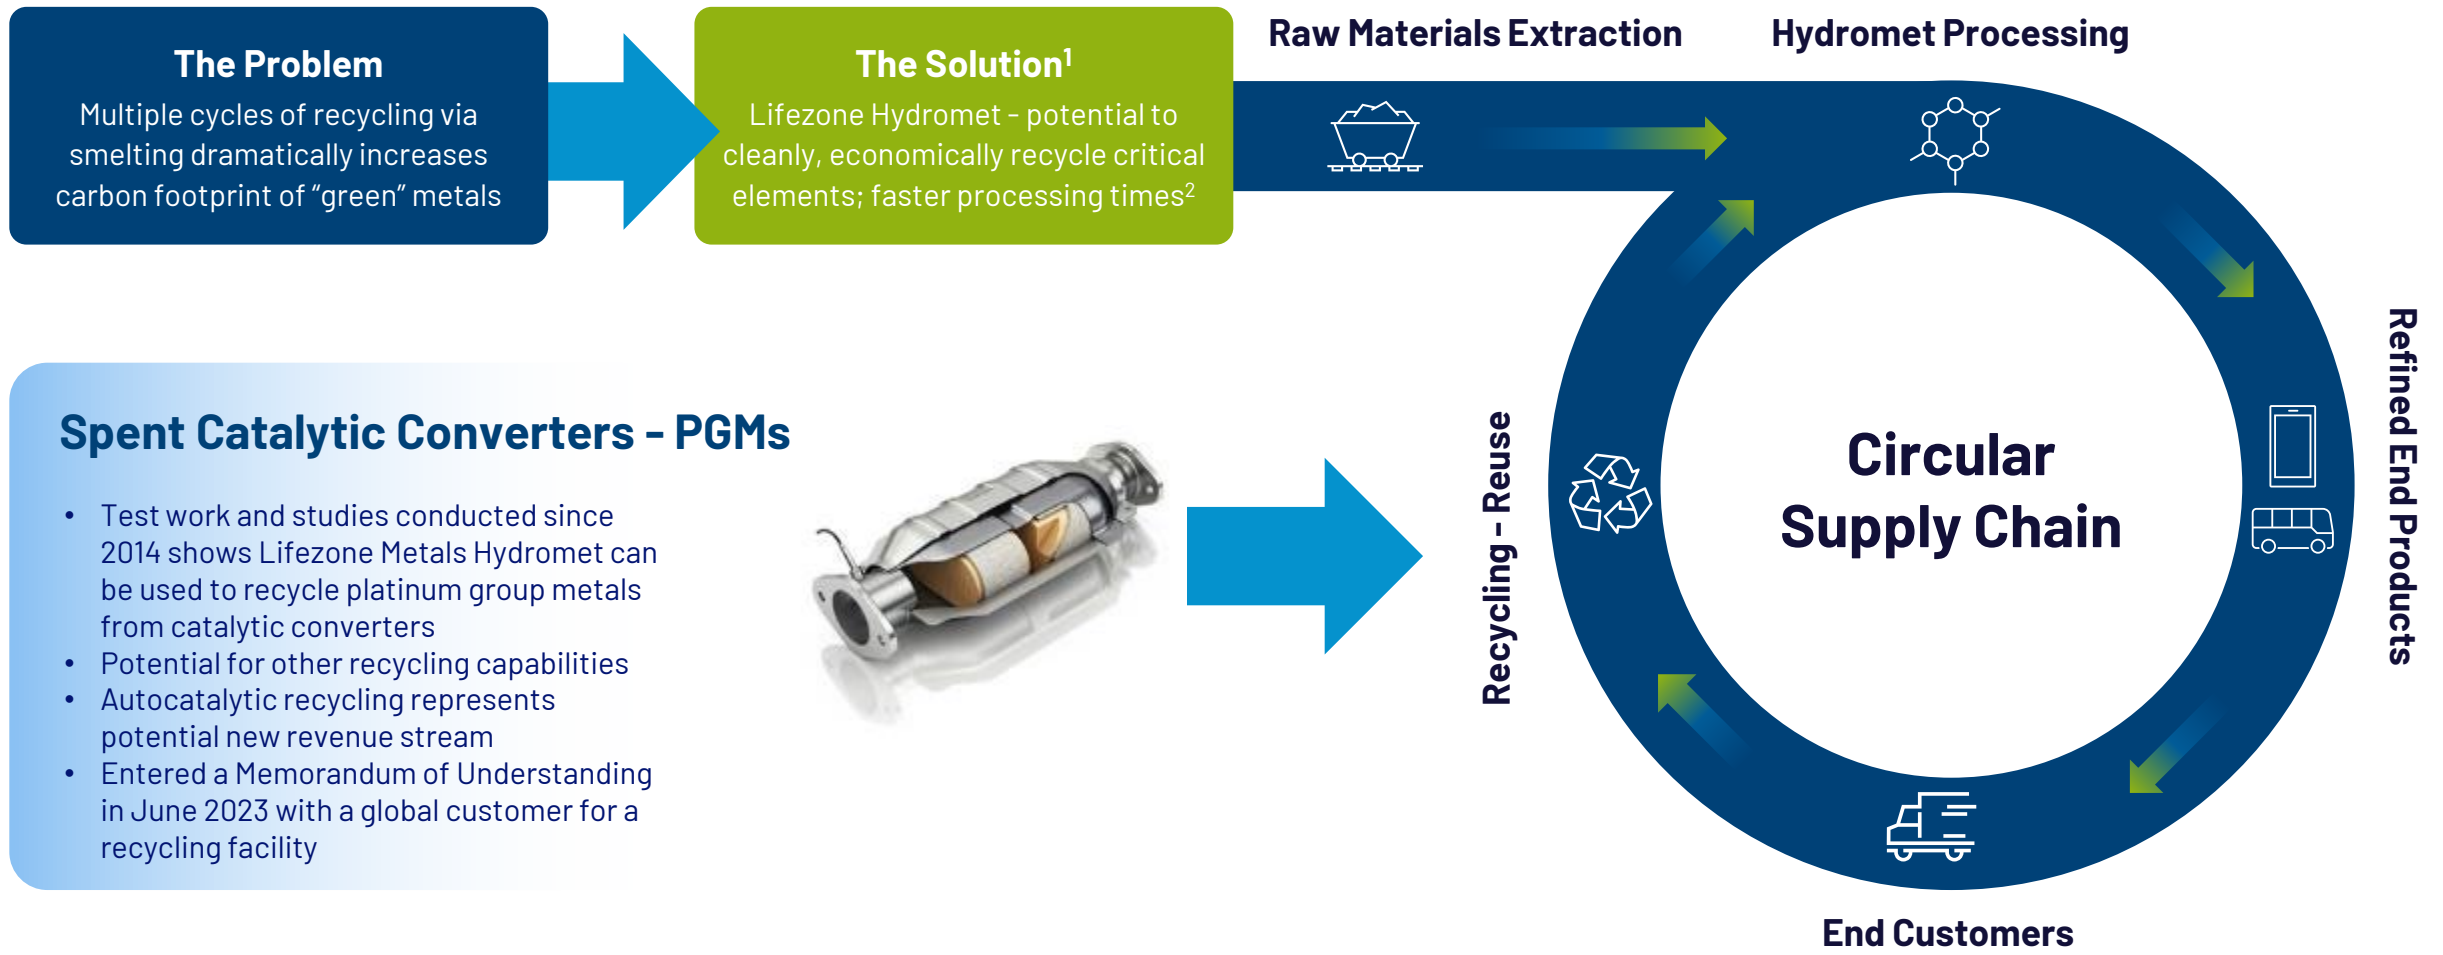 The Problem
Multiple cycles of recycling via
smelting dramatically increases
carbon footprint of “green” metals
The Solution¹
Lifezone Hydromet - potential to
cleanly, economically recycle critical
elements; faster processing times²
Raw Materials Extraction
Hydromet Processing
Refined End Products
End Customers
Recycling - Reuse
Circular
Supply Chain
Spent Catalytic Converters - PGMs
• Test work and studies conducted since
2014 shows Lifezone Metals Hydromet can
be used to recycle platinum group metals
from catalytic converters
• Potential for other recycling capabilities
• Autocatalytic recycling represents
potential new revenue stream
• Entered a Memorandum of Understanding
in June 2023 with a global customer for a
recycling facility